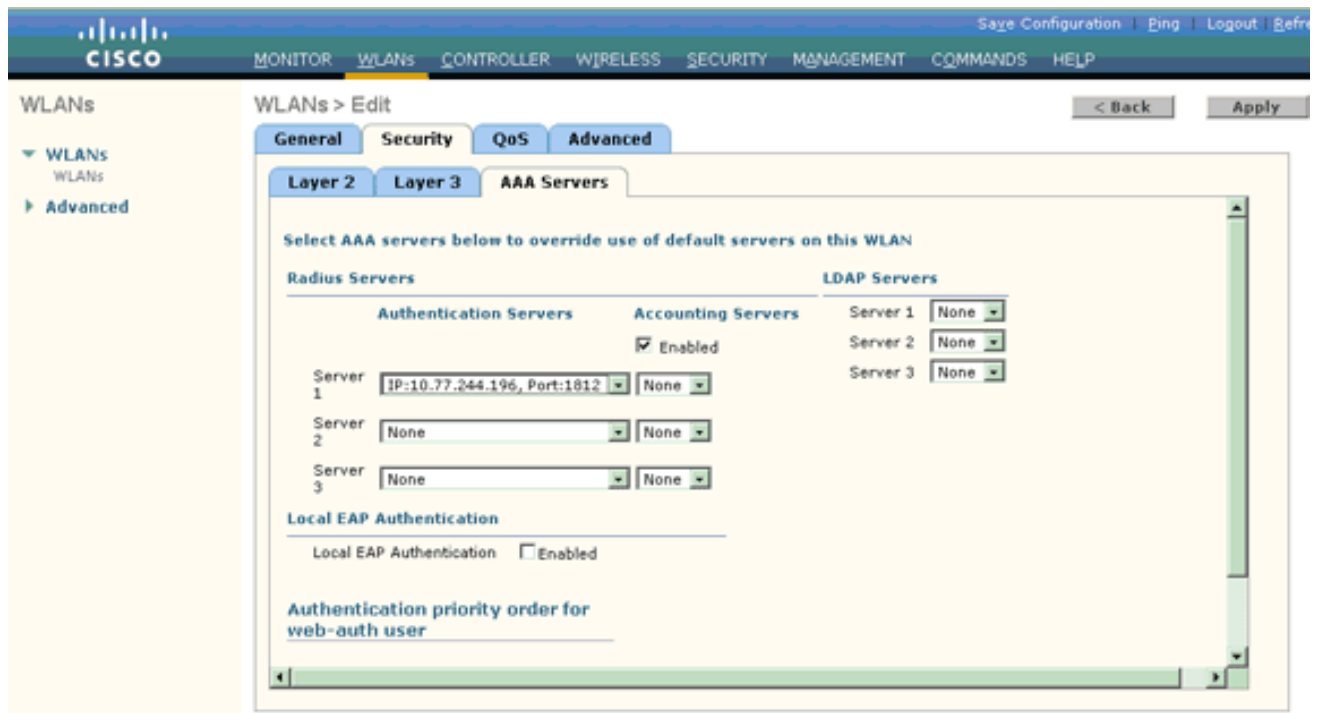 Save Configuration | Ping | Logout | Refre
CISCO
MONITOR WLANs CONTROLLER WIRELESS SECURITY MANAGEMENT COMMANDS HELP
WLANs
WLANs
WLANs
Advanced
WLANs > Edit
< Back
Apply
General Security QoS Advanced
Layer 2 Layer 3 AAA Servers
Select AAA servers below to override use of default servers on this WLAN
Radius Servers
LDAP Servers
Authentication Servers Accounting Servers
Enabled
Server 1 IP:10.77.244.196, Port:1812 None
Server 2 None None
Server 3 None None
Server 1 None
Server 2 None
Server 3 None
Local EAP Authentication
Local EAP Authentication Enabled
Authentication priority order for
web-auth user